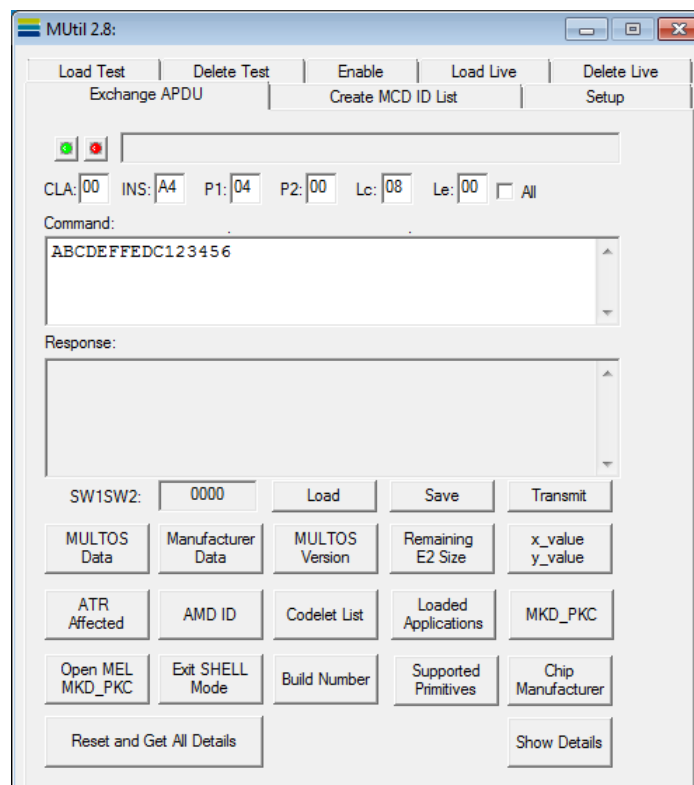 MUtil 2.8:
Load Test Delete Test Enable Load Live Delete Live
Exchange APDU Create MCD ID List Setup
CLA: 00 INS: A4 P1: 04 P2: 00 Lc: 08 Le: 00 All
Command:
ABCDEFFEDC123456
Response:
SW1SW2: 0000 Load Save Transmit
MULTOS Data Manufacturer Data MULTOS Version Remaining E2 Size x_value y_value
ATR Affected AMD ID Codelet List Loaded Applications MKD_PKC
Open MEL MKD_PKC Exit SHELL Mode Build Number Supported Primitives Chip Manufacturer
Reset and Get All Details Show Details